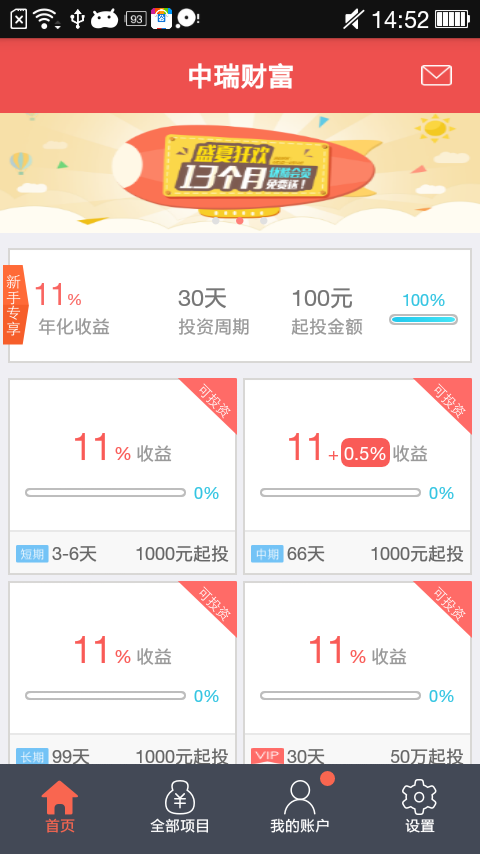 93
14:52
中瑞财富
盛夏狂欢
13个月
优酷会员
免费送!
新手专享
11%
年化收益
30天
投资周期
100元
起投金额
100%
可投资
11%收益
0%
短期 3-6天 1000元起投
可投资
11+0.5%收益
0%
中期 66天 1000元起投
可投资
11%收益
0%
长期 99天 1000元起投
可投资
11%收益
0%
VIP 30天 50万起投
首页 全部项目 我的账户 设置